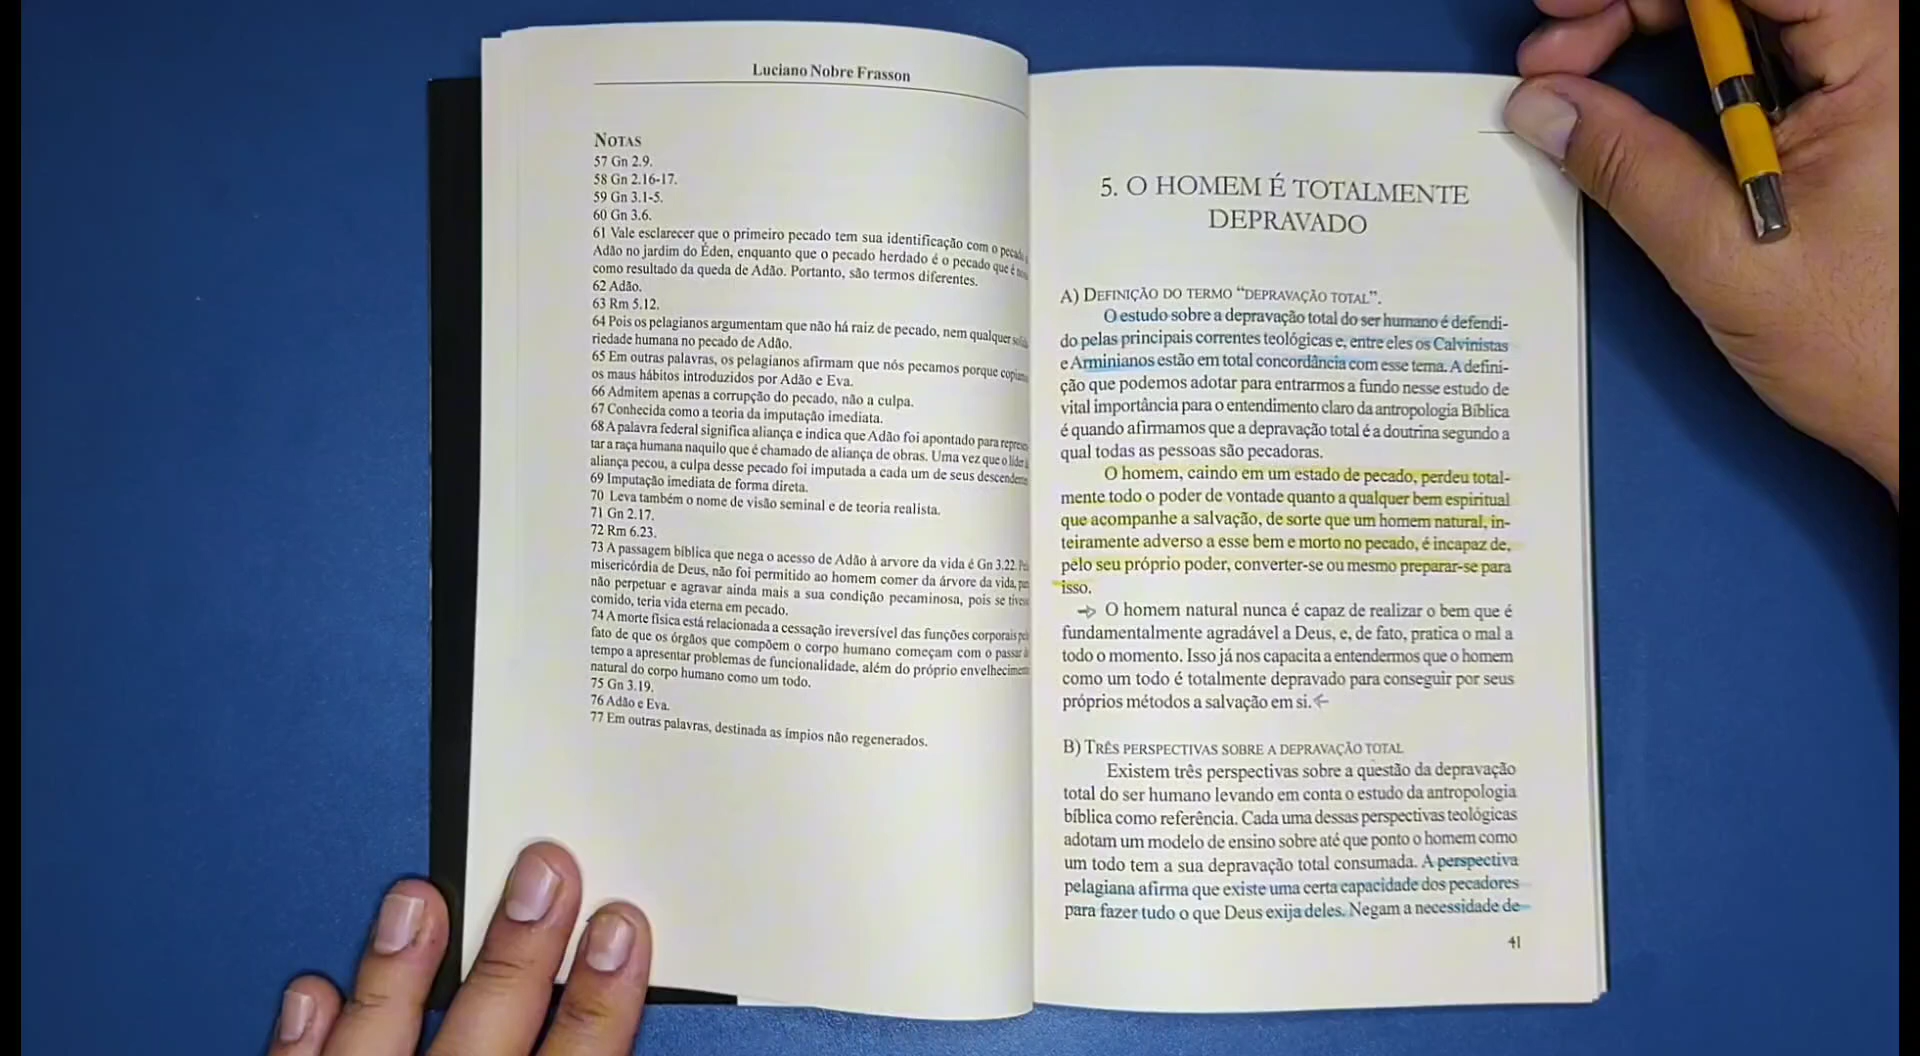 Luciano Nobre Frasson
NOTAS
57 Gn 2.9.
58 Gn 2.16-17.
59 Gn 3.1-5.
60 Gn 3.6.
61 Vale esclarecer que o primeiro pecado tem sua identificação com o
Adão no jardim do Éden, enquanto que o pecado herdado é o pecado que é
como resultado da queda de Adão. Portanto, são termos diferentes.
62 Adão.
63 Rm 5.12.
64 Pois os pelagianos argumentam que não há raiz de pecado, nem qualquer
riedade humana no pecado de Adão.
65 Em outras palavras, os pelagianos afirmam que nós pecamos porque
os maus hábitos introduzidos por Adão e Eva.
66 Admitem apenas a corrupção do pecado, não a culpa.
67 Conhecida como a teoria da imputação imediata.
68 A palavra federal significa aliança e indica que Adão foi apontado para
tar a raça humana naquilo que é chamado de aliança de obras. Uma vez que o
aliança pecou, a culpa desse pecado foi imputada a cada um de seus
69 Imputação imediata de forma direta.
70 Leva também o nome de visão seminal e de teoria realista.
71 Gn 2.17.
72 Rm 6.23.
73 A passagem bíblica que nega o acesso de Adão à arvore da vida é Gn 3.22.
misericórdia de Deus, não foi permitido ao homem comer da árvore da vida,
não perpetuar e agravar ainda mais a sua condição pecaminosa, pois se
comido, teria vida eterna em pecado.
74 A morte física está relacionada a cessação ireversível das funções corporais
fato de que os órgãos que compõem o corpo humano começam com o passar
tempo a apresentar problemas de funcionalidade, além do próprio
natural do corpo humano como um todo.
75 Gn 3.19.
76 Adão e Eva.
77 Em outras palavras, destinada as ímpios não regenerados.
5. O HOMEM É TOTALMENTE
DEPRAVADO
A) DEFINIÇÃO DO TERMO “DEPRAVAÇÃO TOTAL”.
O estudo sobre a depravação total do ser humano é defendi-
do pelas principais correntes teológicas e, entre eles os Calvinistas
e Arminianos estão em total concordância com esse tema. A defini-
ção que podemos adotar para entrarmos a fundo nesse estudo de
vital importância para o entendimento claro da antropologia Bíblica
é quando afirmamos que a depravação total é a doutrina segundo a
qual todas as pessoas são pecadoras.
O homem, caindo em um estado de pecado, perdeu total-
mente todo o poder de vontade quanto a qualquer bem espiritual
que acompanhe a salvação, de sorte que um homem natural, in-
teiramente adverso a esse bem e morto no pecado, é incapaz de,
pelo seu próprio poder, converter-se ou mesmo preparar-se para
isso.
O homem natural nunca é capaz de realizar o bem que é
fundamentalmente agradável a Deus, e, de fato, pratica o mal a
todo o momento. Isso já nos capacita a entendermos que o homem
como um todo é totalmente depravado para conseguir por seus
próprios métodos a salvação em si.
B) TRÊS PERSPECTIVAS SOBRE A DEPRAVAÇÃO TOTAL
Existem três perspectivas sobre a questão da depravação
total do ser humano levando em conta o estudo da antropologia
bíblica como referência. Cada uma dessas perspectivas teológicas
adotam um modelo de ensino sobre até que ponto o homem como
um todo tem a sua depravação total consumada. A perspectiva
pelagiana afirma que existe uma certa capacidade dos pecadores
para fazer tudo o que Deus exija deles. Negam a necessidade de
41